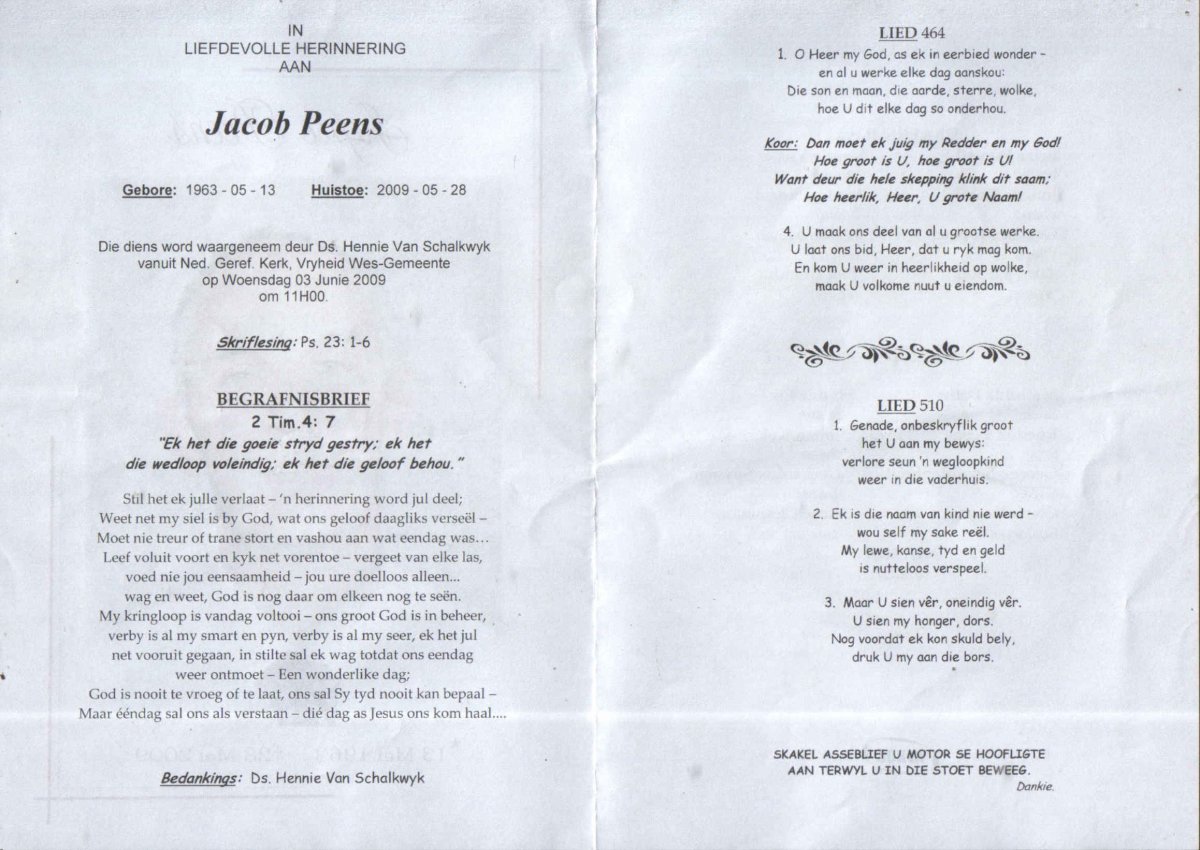 IN
LIEFDEVOLLE HERINNERING
AAN
Jacob Peens
Gebore: 1963 - 05 - 13 Huistoe: 2009 - 05 - 28
Die diens word waargeneem deur Ds. Hennie Van Schalkwyk
vanuit Ned. Geref. Kerk, Vryheid Wes-Gemeente
op Woensdag 03 Junie 2009
om 11H00.
Skriflesing: Ps. 23: 1-6
BEGRAFNISBRIEF
2 Tim.4: 7
"Ek het die goeie stryd gestry; ek het
die wedloop voleindig; ek het die geloof behou."
Stil het ek julle verlaat – 'n herinnering word jul deel;
Weet net my siel is by God, wat ons geloof daagliks verseël –
Moet nie treur of trane stort en vashou aan wat eendag was…
Leef voluit voort en kyk net vorentoe – vergeet van elke las,
voed nie jou eensaamheid – jou ure doelloos alleen...
wag en weet, God is nog daar om elkeen nog te seën.
My kringloop is vandag voltooi – ons groot God is in beheer,
verby is al my smart en pyn, verby is al my seer, ek het jul
net vooruit gegaan, in stilte sal ek wag totdat ons eendag
weer ontmoet – Een wonderlike dag;
God is nooit te vroeg of te laat, ons sal Sy tyd nooit kan bepaal –
Maar ééndag sal ons als verstaan – dié dag as Jesus ons kom haal....
Bedankings: Ds. Hennie Van Schalkwyk
LIED 464
1. O Heer my God, as ek in eerbied wonder -
en al u werke elke dag aanskou:
Die son en maan, die aarde, sterre, wolke,
hoe U dit elke dag so onderhou.
Koor: Dan moet ek juig my Redder en my God!
Hoe groot is U, hoe groot is U!
Want deur die hele skepping klink dit saam;
Hoe heerlik, Heer, U grote Naam!
4. U maak ons deel van al u grootse werke.
U laat ons bid, Heer, dat u ryk mag kom.
En kom U weer in heerlikheid op wolke,
maak U volkome nuut u eiendom.
LIED 510
1. Genade, onbeskryflik groot
het U aan my bewys:
verlore seun 'n wegloopkind
weer in die vaderhuis.
2. Ek is die naam van kind nie werd -
wou self my sake reël.
My lewe, kanse, tyd en geld
is nutteloos verspeel.
3. Maar U sien vêr, oneindig vêr.
U sien my honger, dors.
Nog voordat ek kon skuld bely,
druk U my aan die bors.
SKAKEL ASSEBLIEF U MOTOR SE HOOFLIGTE
AAN TERWYL U IN DIE STOET BEWEEG.
Dankie.